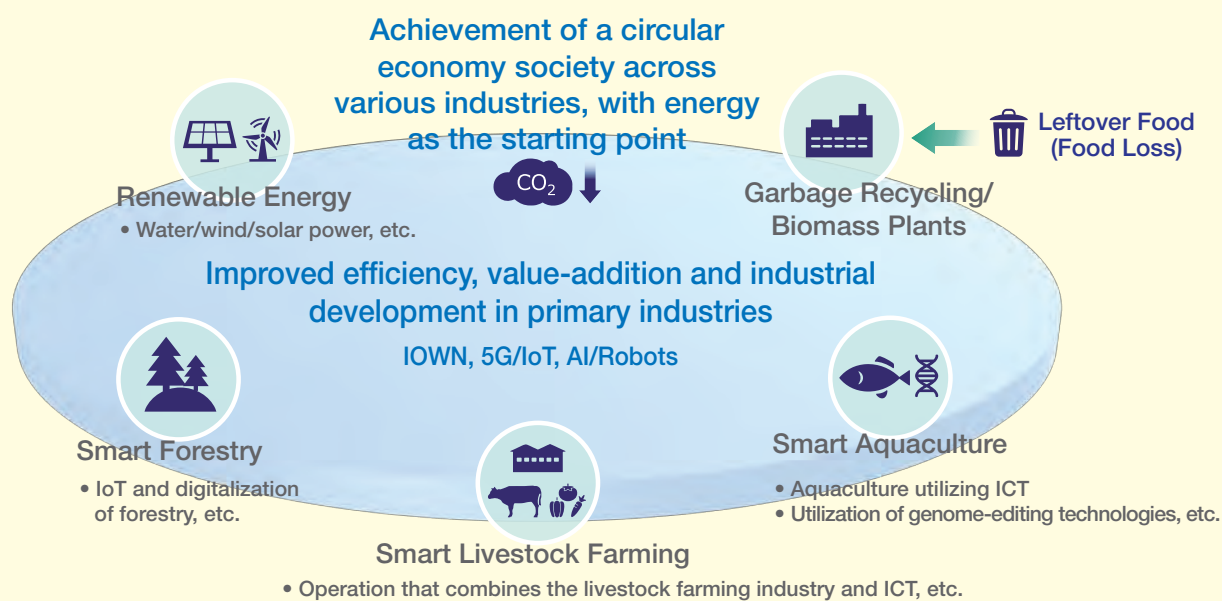 Achievement of a circular
economy society across
various industries, with energy
as the starting point
CO₂
Renewable Energy
• Water/wind/solar power, etc.
Garbage Recycling/
Biomass Plants
Leftover Food
(Food Loss)
Improved efficiency, value-addition and industrial
development in primary industries
IOWN, 5G/IoT, AI/Robots
Smart Forestry
• IoT and digitalization
of forestry, etc.
Smart Aquaculture
• Aquaculture utilizing ICT
• Utilization of genome-editing technologies, etc.
Smart Livestock Farming
• Operation that combines the livestock farming industry and ICT, etc.